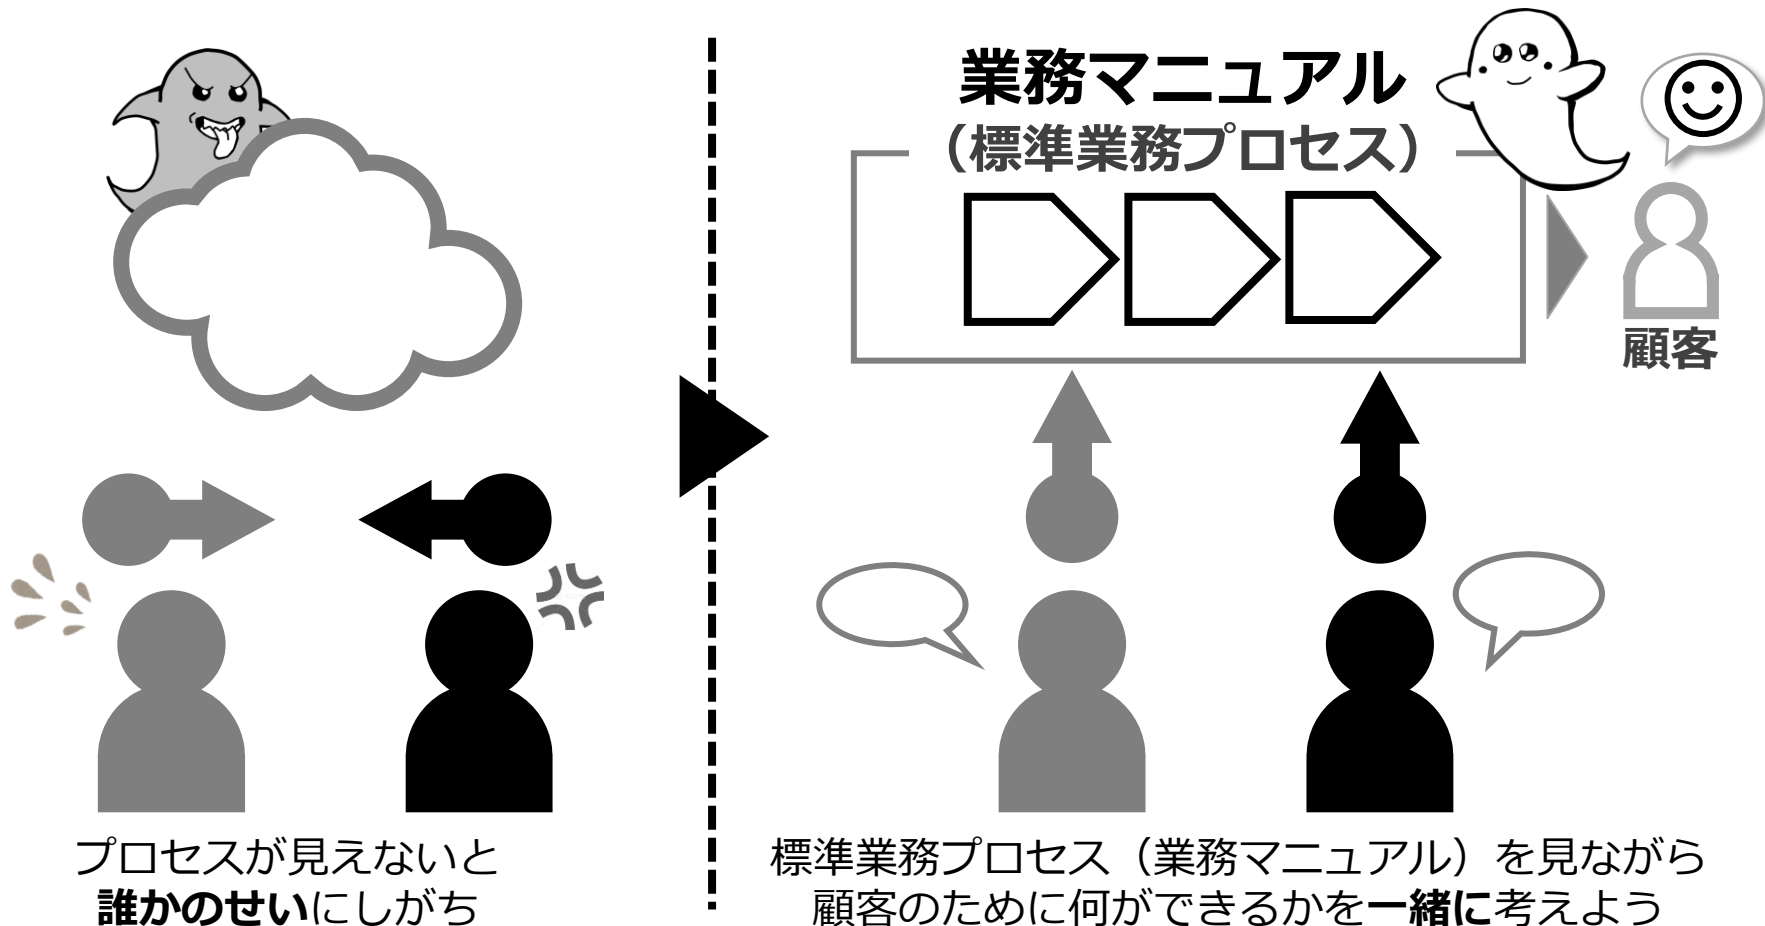 業務マニュアル
（標準業務プロセス）
顧客
プロセスが見えないと
誰かのせいにしがち
標準業務プロセス（業務マニュアル）を見ながら
顧客のために何ができるかを一緒に考えよう